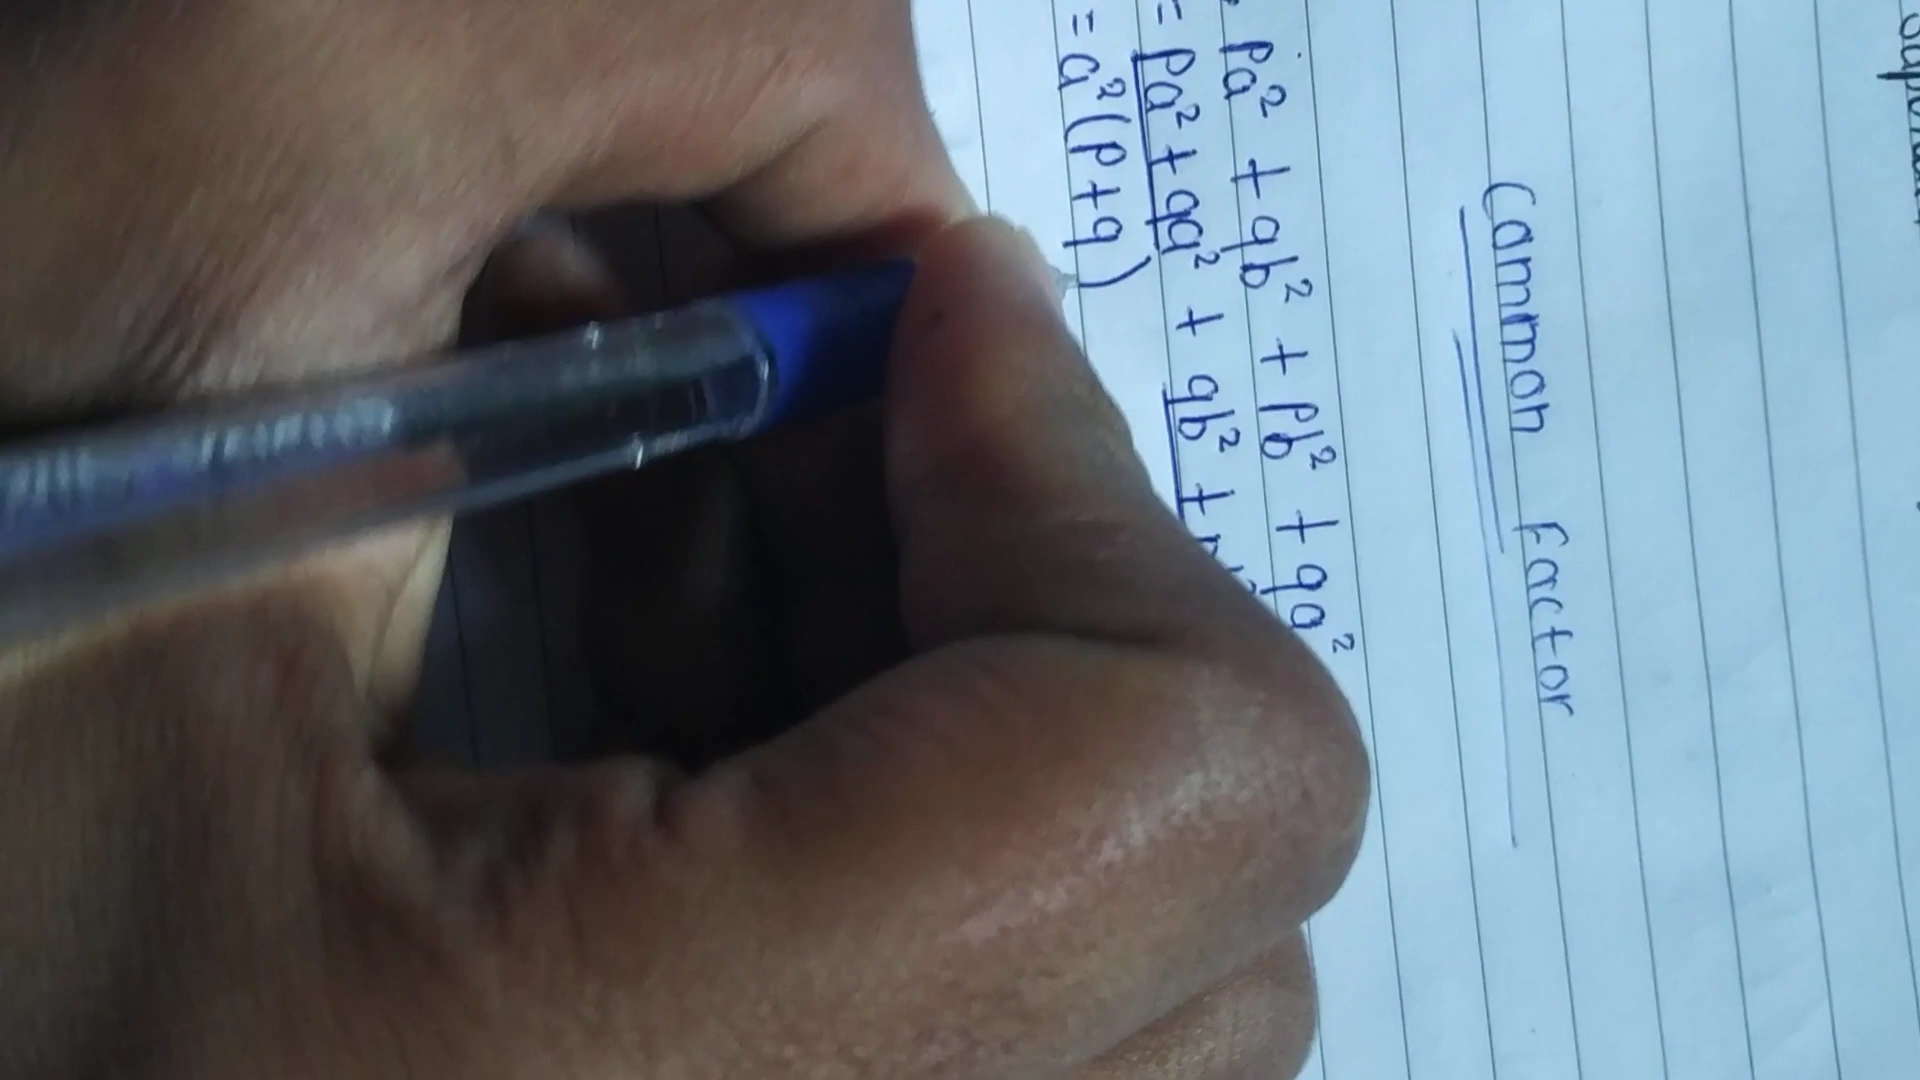 Common Factor
Pa² + qb² + Pb² + qa²
= Pa² + qa² + qb² +
= a²(P+q)